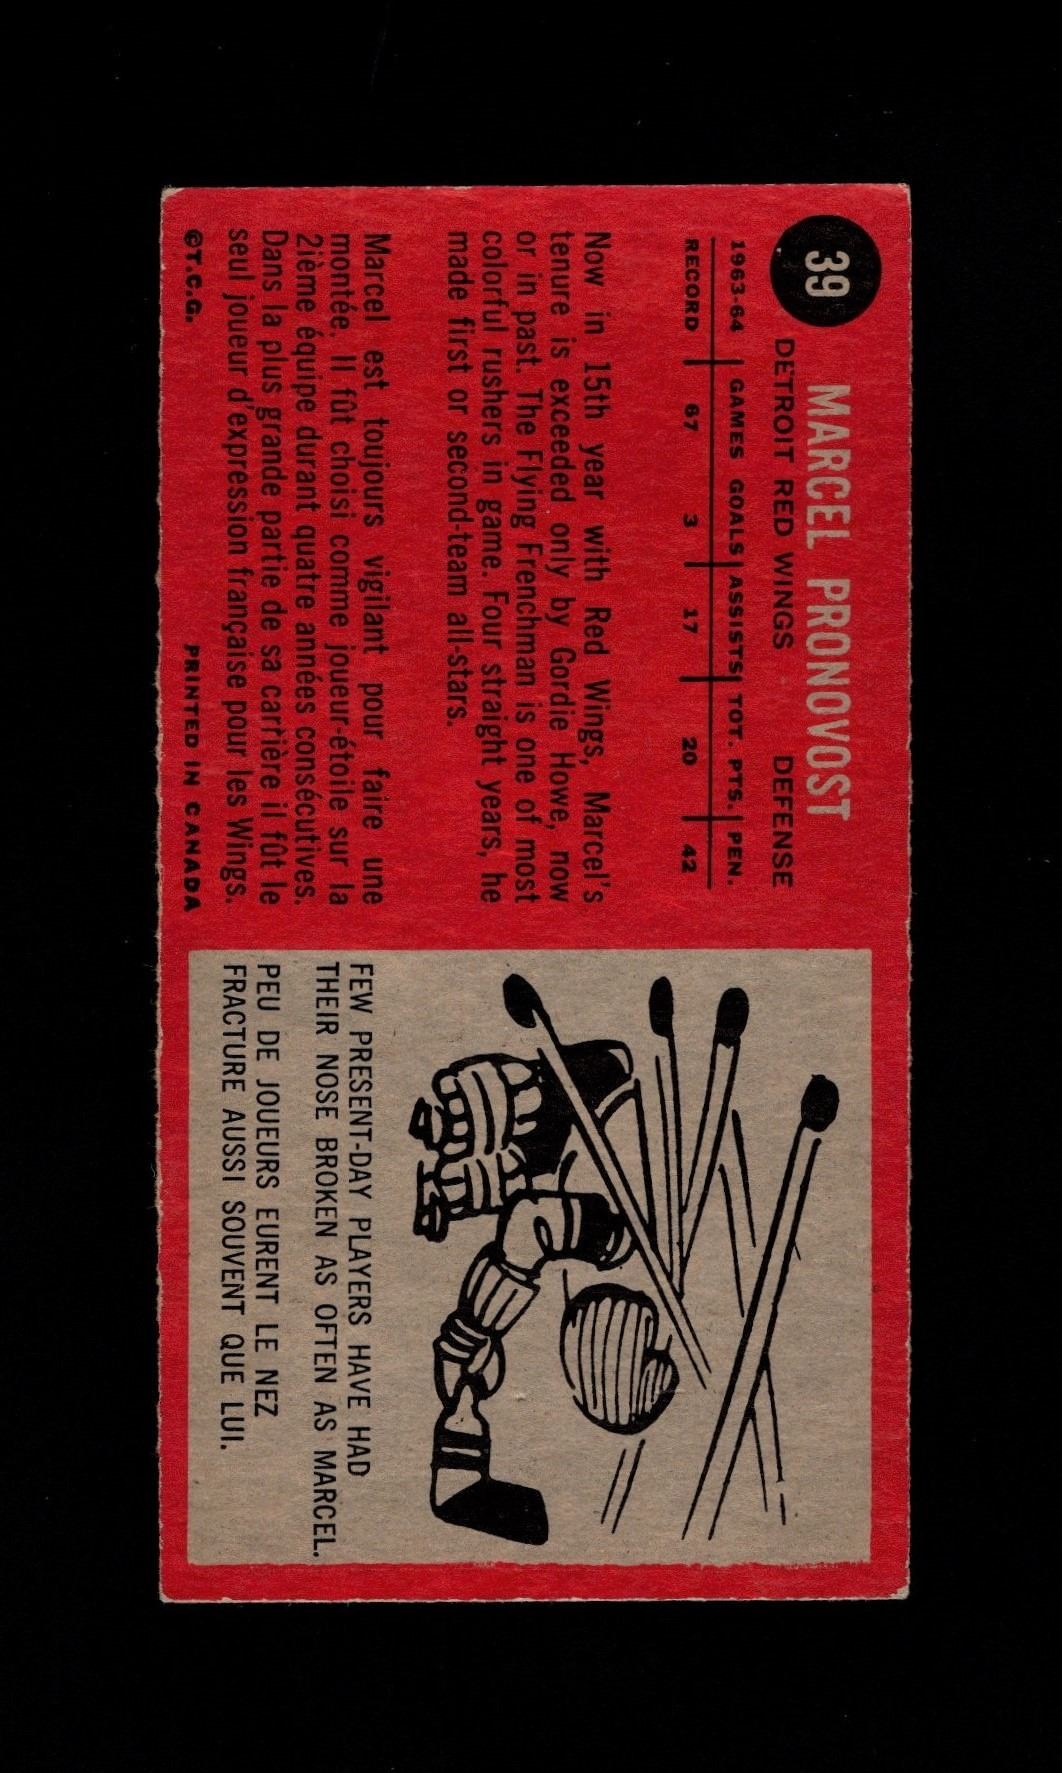 39
MARCEL PRONOVOST
DETROIT RED WINGS DEFENSE
1963-64 GAMES GOALS ASSISTS TOT. PTS. PEN.
RECORD 67 3 17 20 42
Now in 15th year with Red Wings, Marcel's
tenure is exceeded only by Gordie Howe, now
or in past. The Flying Frenchman is one of most
colorful rushers in game. Four straight years, he
made first or second-team all-stars.
Marcel est toujours vigilant pour faire une
montée. Il fût choisi comme joueur-étoile sur la
2ième équipe durant quatre années consécutives.
Dans la plus grande partie de sa carrière il fût le
seul joueur d'expression française pour les Wings.
©T.C.G. PRINTED IN CANADA
FEW PRESENT-DAY PLAYERS HAVE HAD
THEIR NOSE BROKEN AS OFTEN AS MARCEL.
PEU DE JOUEURS EURENT LE NEZ
FRACTURE AUSSI SOUVENT QUE LUI.